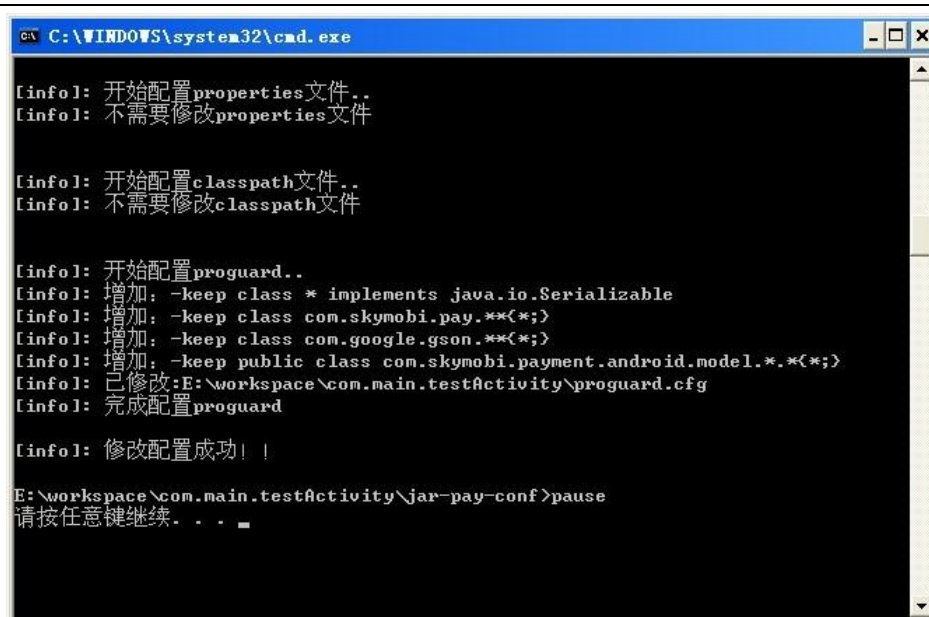 C:\WINDOWS\system32\cmd.exe
[info]: 开始配置properties文件..
[info]: 不需要修改properties文件
[info]: 开始配置classpath文件..
[info]: 不需要修改classpath文件
[info]: 开始配置proguard..
[info]: 增加: -keep class * implements java.io.Serializable
[info]: 增加: -keep class com.skymobi.pay.**{*;}
[info]: 增加: -keep class com.google.gson.**{*;}
[info]: 增加: -keep public class com.skymobi.payment.android.model.*.*{*;}
[info]: 已修改:E:\workspace\com.main.testActivity\proguard.cfg
[info]: 完成配置proguard
[info]: 修改配置成功!!
E:\workspace\com.main.testActivity\jar-pay-conf>pause
请按任意键继续. . . _